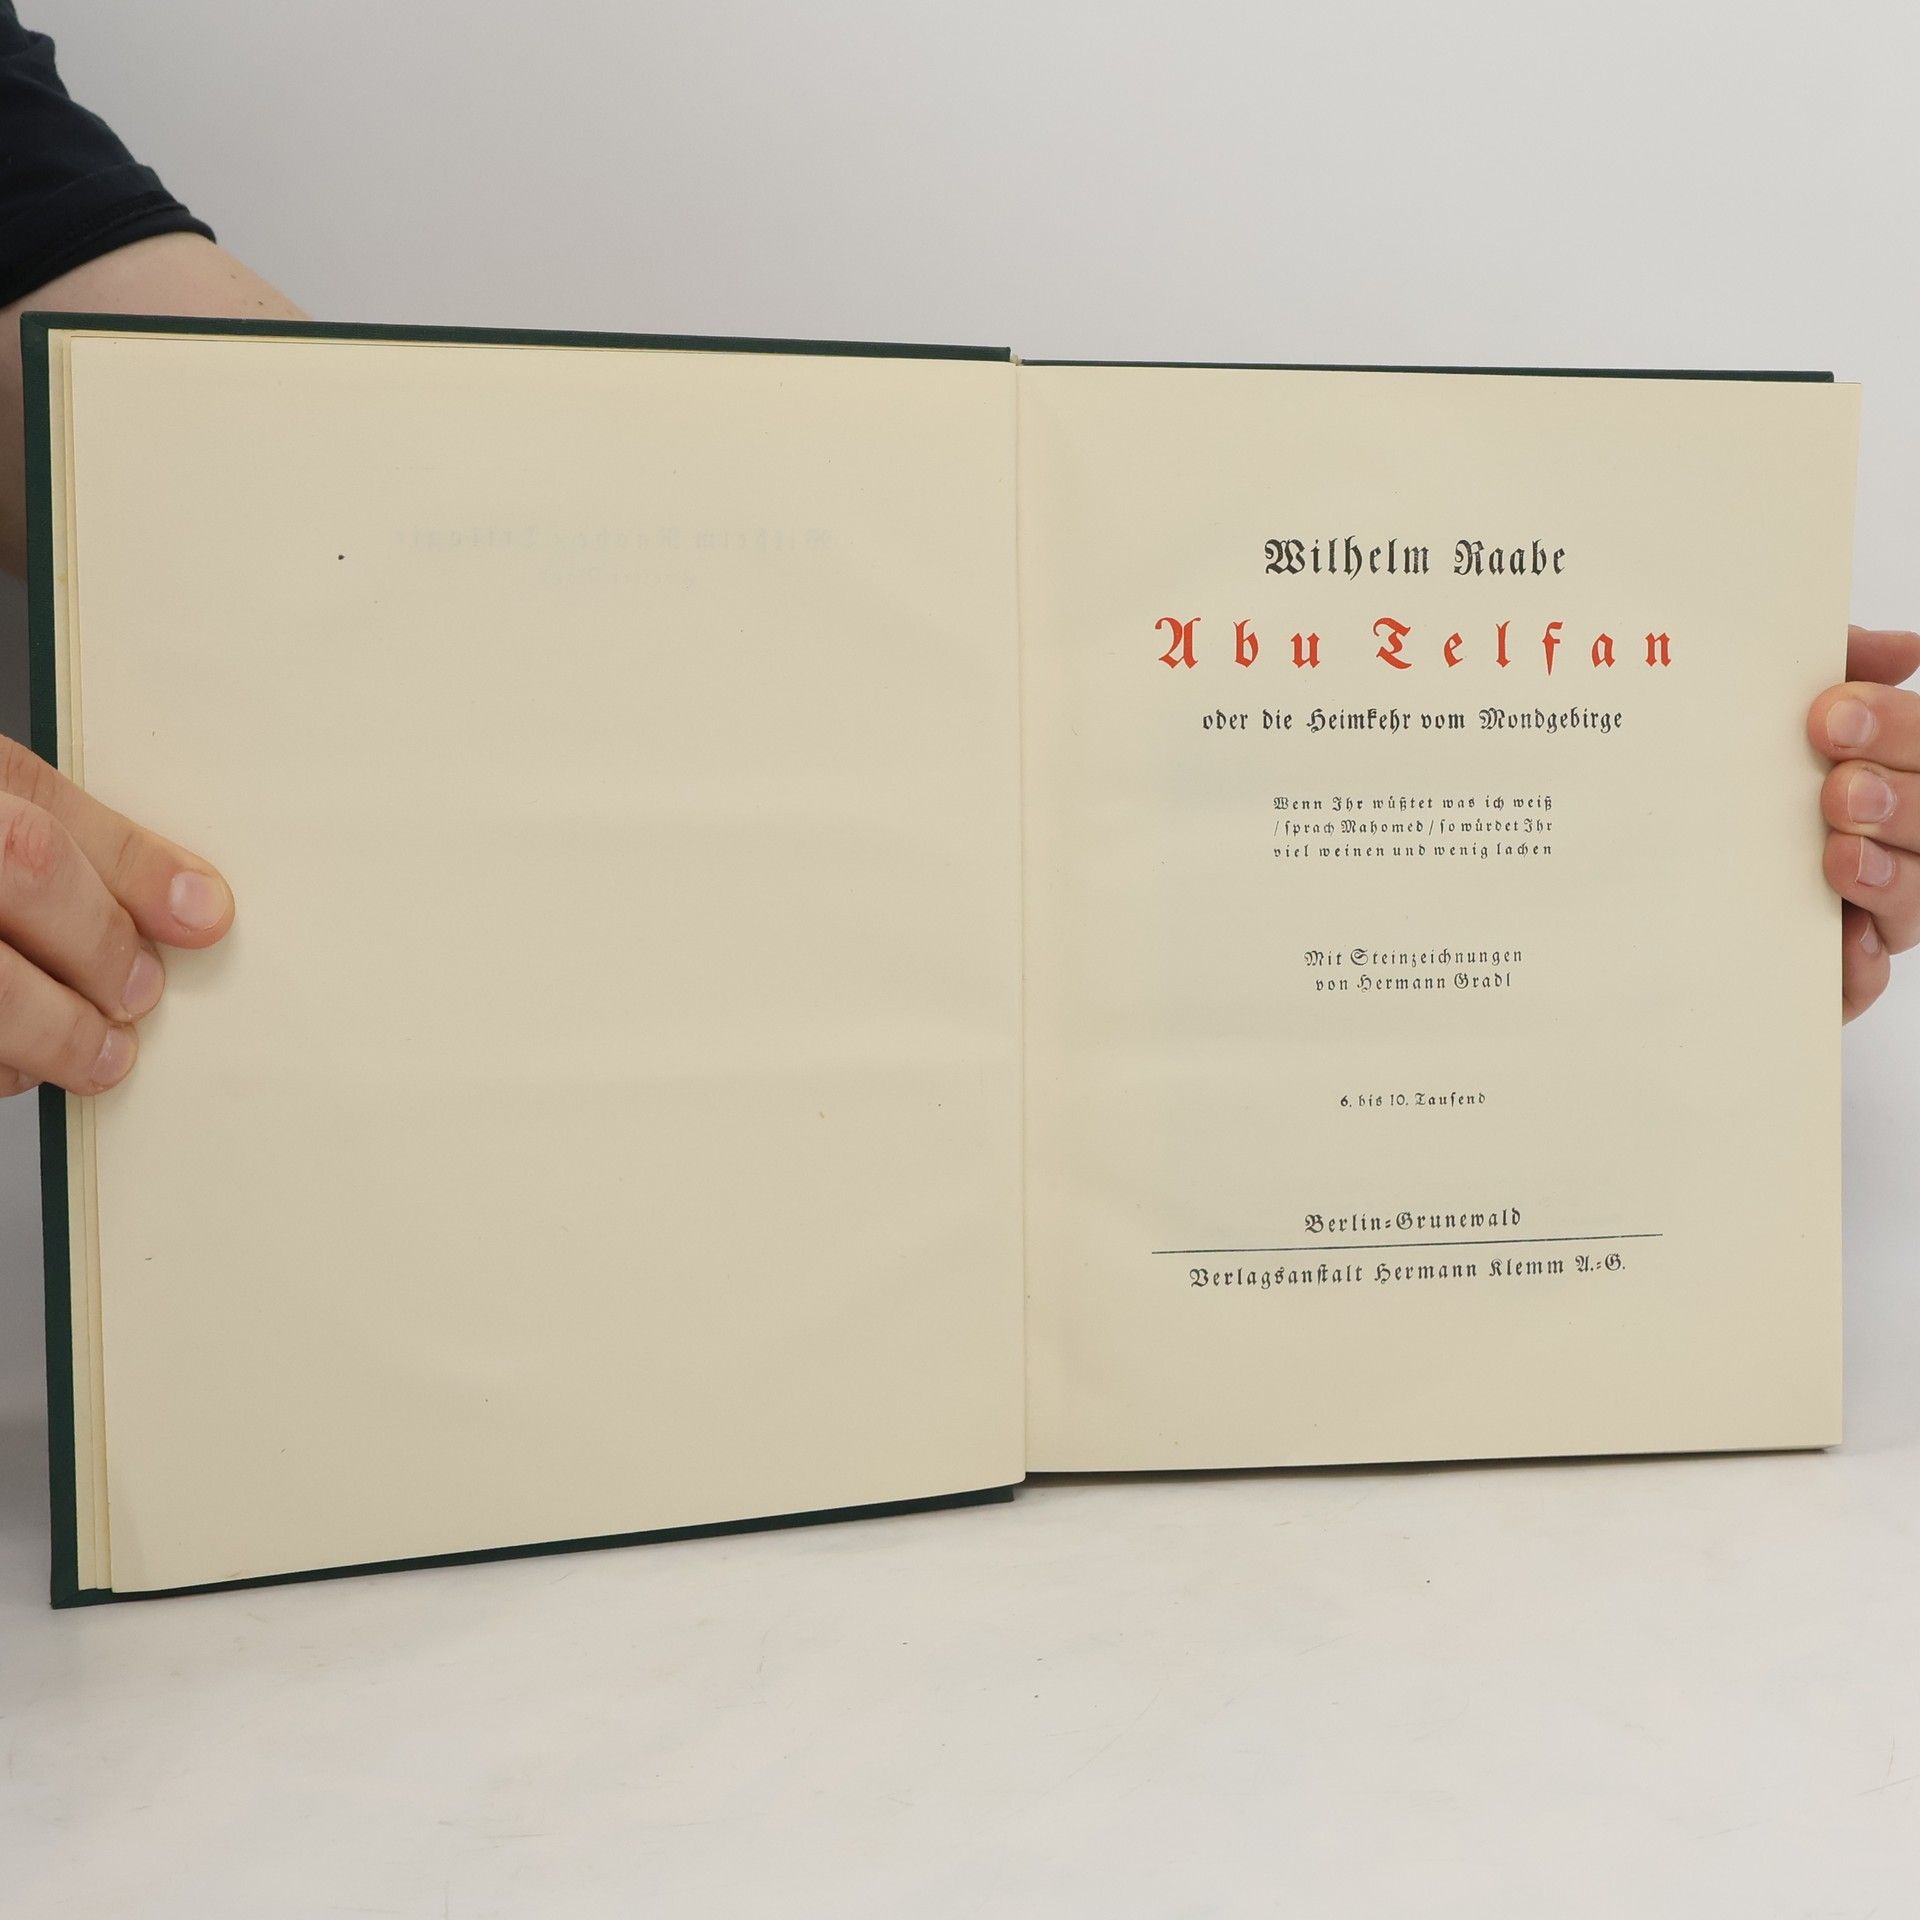 Wilhelm Raabe
Abu Telfan
oder die Heimkehr vom Mondgebirge
Wenn Ihr wüßtet was ich weiß
/ sprach Mahomed / so würdet Ihr
viel weinen und wenig lachen
Mit Steinzeichnungen
von Hermann Gradl
6. bis 10. Tausend
Berlin-Grunewald
Verlagsanstalt Hermann Klemm A.-G.